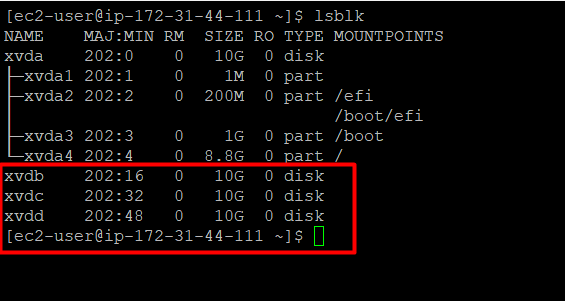 [ec2-user@ip-172-31-44-111 ~]$ lsblk
NAME    MAJ:MIN RM  SIZE RO TYPE MOUNTPOINTS
xvda    202:0    0   10G  0 disk
├─xvda1 202:1    0    1M  0 part
├─xvda2 202:2    0  200M  0 part /efi
│                                /boot/efi
├─xvda3 202:3    0    1G  0 part /boot
└─xvda4 202:4    0  8.8G  0 part /
xvdb    202:16   0   10G  0 disk
xvdc    202:32   0   10G  0 disk
xvdd    202:48   0   10G  0 disk
[ec2-user@ip-172-31-44-111 ~]$